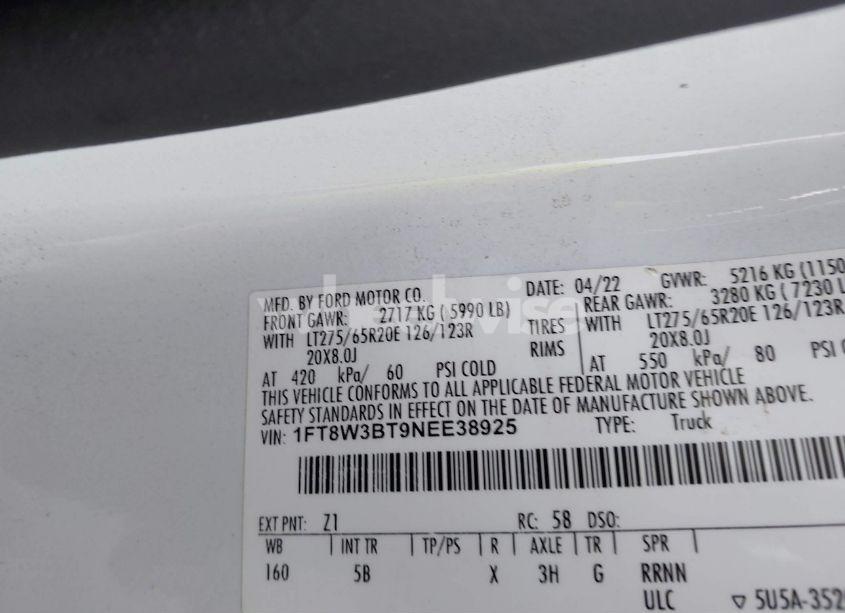 MFD. BY FORD MOTOR CO. DATE: 04/22 GVWR: 5216 KG (1150
FRONT GAWR: 2717 KG ( 5990 LB) REAR GAWR: 3280 KG ( 7230 L
WITH LT275/65R20E 126/123R TIRES WITH LT275/65R20E 126/123R
20X8.0J RIMS 20X8.0J
AT 420 kPa/ 60 PSI COLD AT 550 kPa/ 80 PSI
THIS VEHICLE CONFORMS TO ALL APPLICABLE FEDERAL MOTOR VEHICLE
SAFETY STANDARDS IN EFFECT ON THE DATE OF MANUFACTURE SHOWN ABOVE.
VIN: 1FT8W3BT9NEE38925 TYPE: Truck
EXT PNT: Z1 RC: 58 DSO:
WB INT TR TP/PS R AXLE TR SPR
160 5B X 3H G RRNN
ULC ▽ 5U5A-352